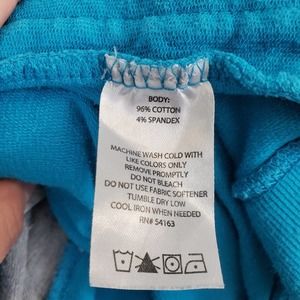 BODY:
96% COTTON
4% SPANDEX
MACHINE WASH COLD WITH
LIKE COLORS ONLY
REMOVE PROMPTLY
DO NOT BLEACH
DO NOT USE FABRIC SOFTENER
TUMBLE DRY LOW
COOL IRON WHEN NEEDED
RN# 54163